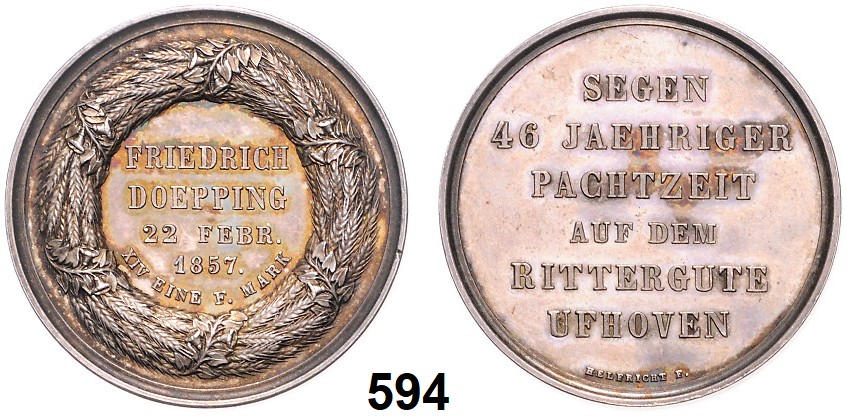 FRIEDRICH
DOEPPING
22 FEBR.
1857.
XIV EINE F. MARK
SEGEN
46 JAEHRIGER
PACHTZEIT
AUF DEM
RITTERGUTE
UFHOVEN
HELFRICHT F.
594